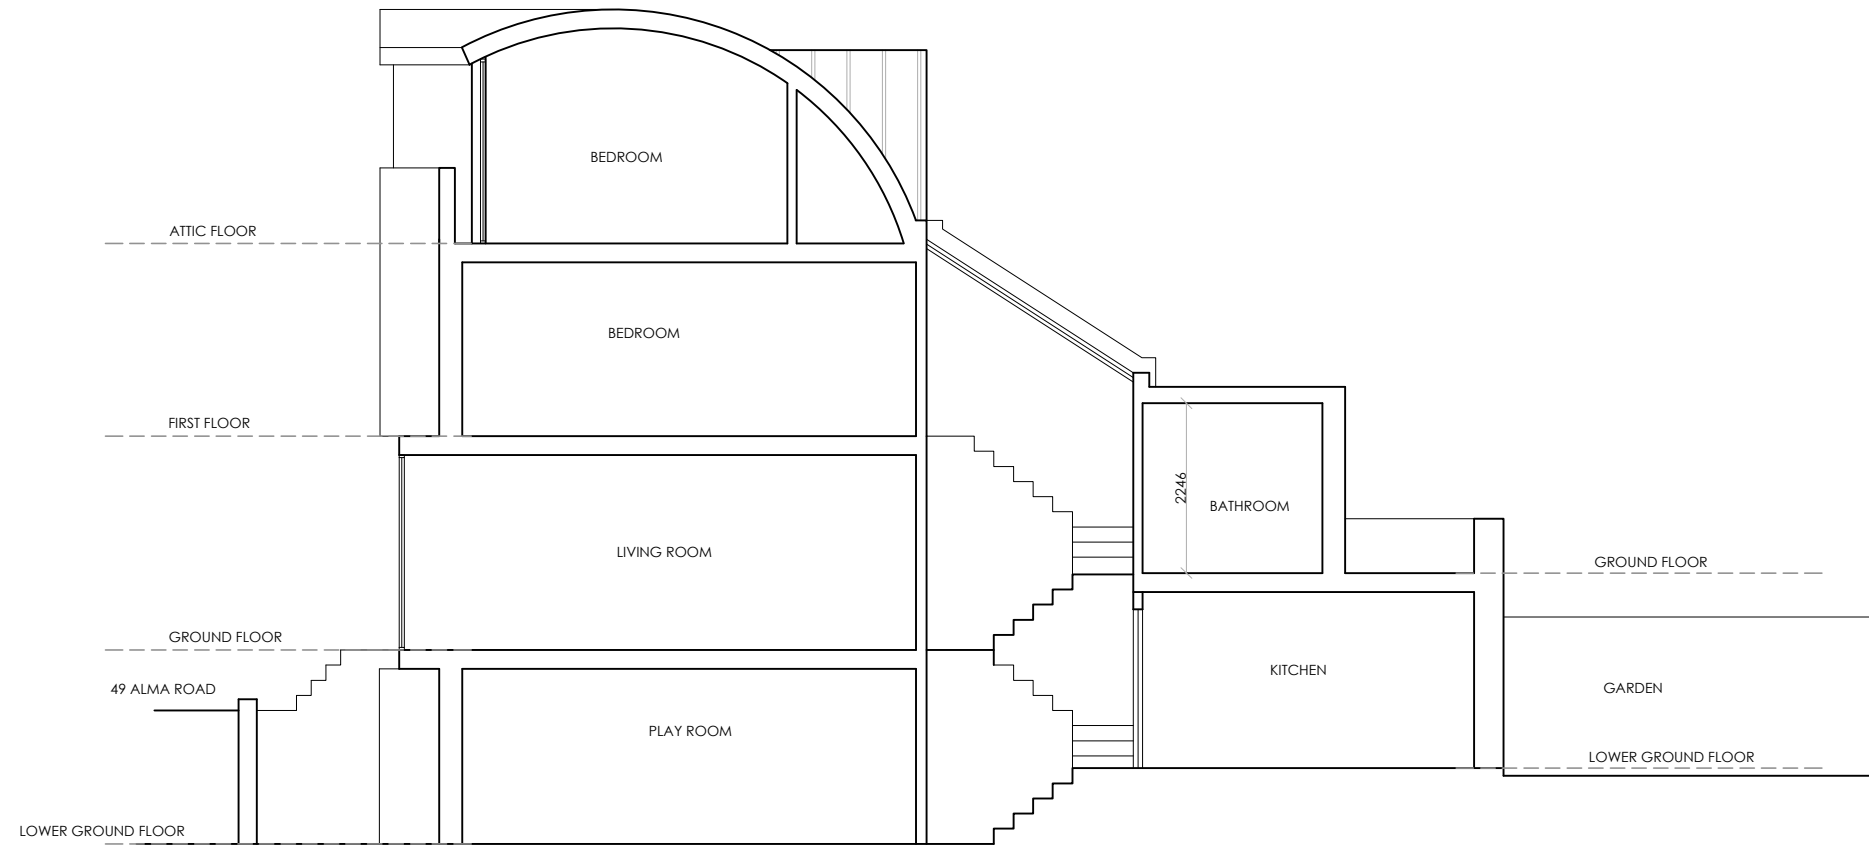 BEDROOM
ATTIC FLOOR
BEDROOM
FIRST FLOOR
2246
BATHROOM
LIVING ROOM
GROUND FLOOR
GROUND FLOOR
KITCHEN
49 ALMA ROAD
GARDEN
PLAY ROOM
LOWER GROUND FLOOR
LOWER GROUND FLOOR